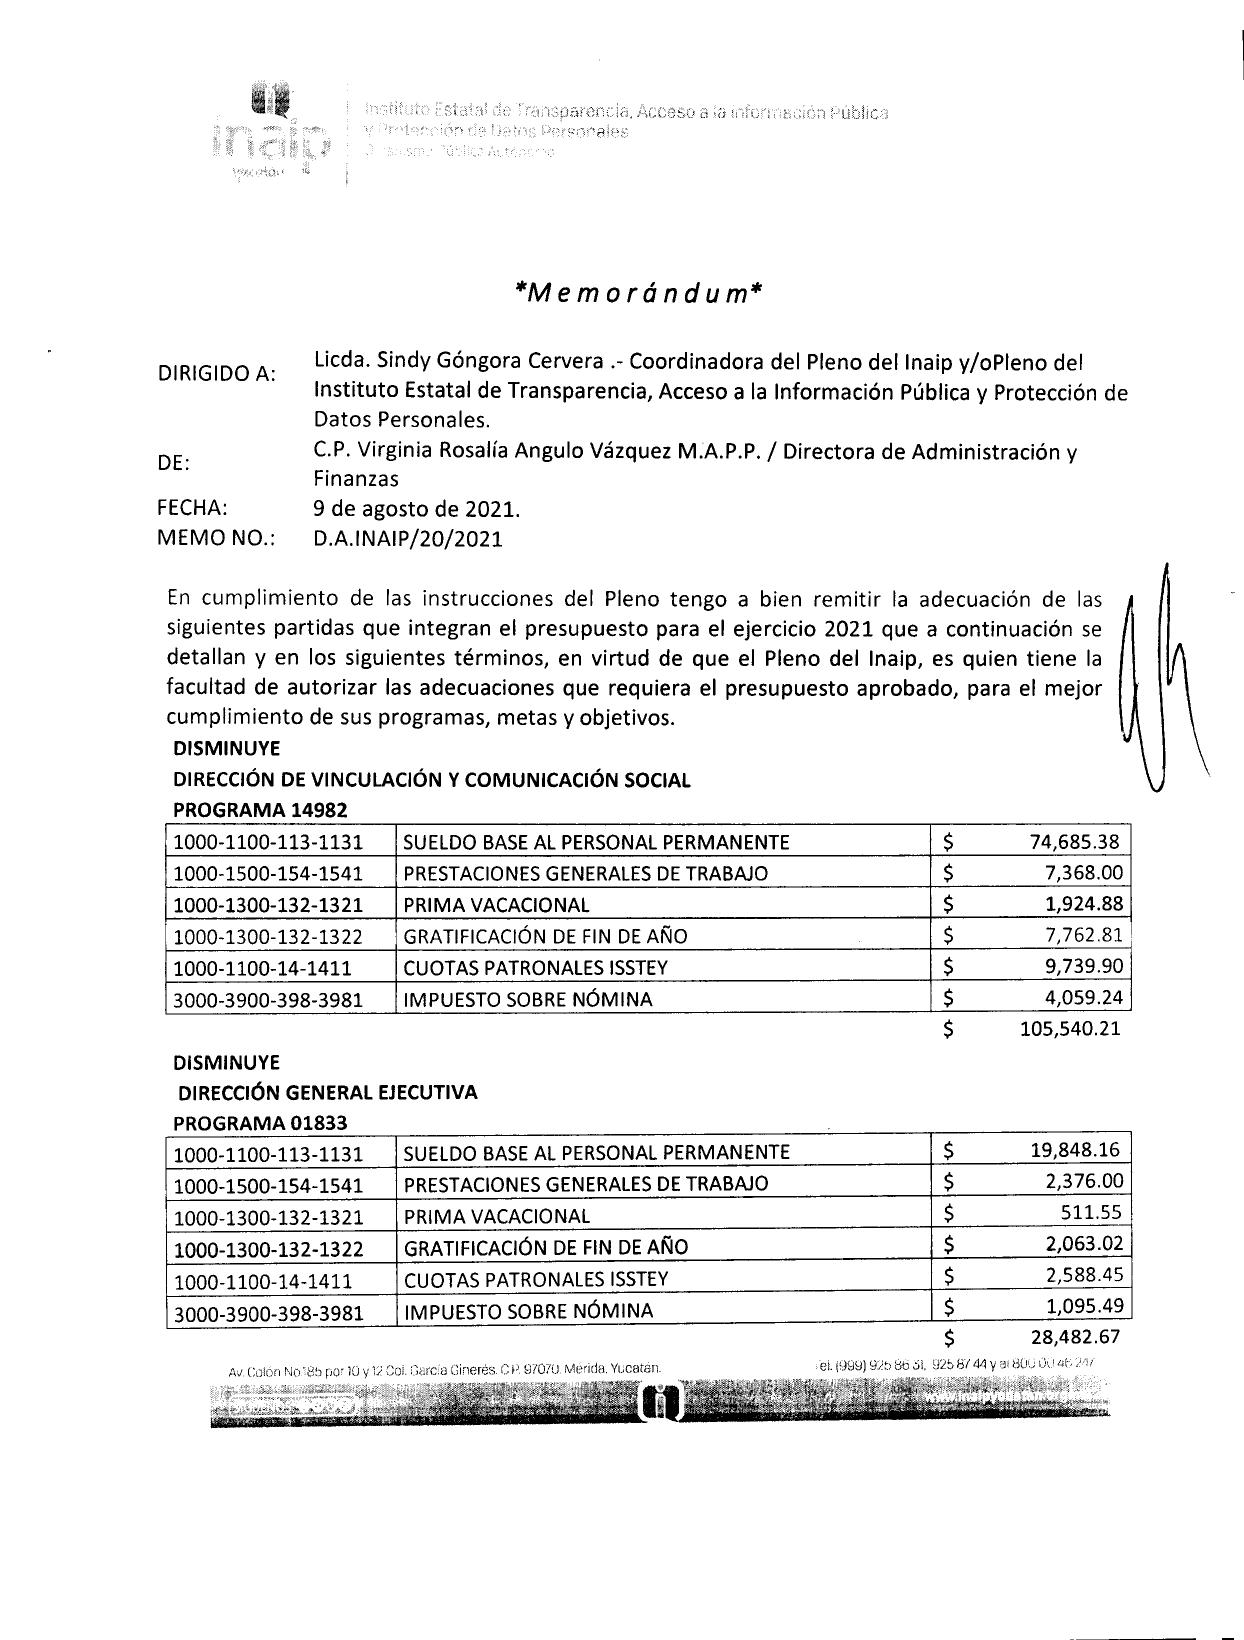 Instituto Estatal de Transparencia, Acceso a la Información Pública
y Protección de Datos Personales
inaip
*Memorándum*
DIRIGIDO A: Licda. Sindy Góngora Cervera .- Coordinadora del Pleno del Inaip y/oPleno del
Instituto Estatal de Transparencia, Acceso a la Información Pública y Protección de
Datos Personales.
DE: C.P. Virginia Rosalía Angulo Vázquez M.A.P.P. / Directora de Administración y
Finanzas
FECHA: 9 de agosto de 2021.
MEMO NO.: D.A.INAIP/20/2021
En cumplimiento de las instrucciones del Pleno tengo a bien remitir la adecuación de las
siguientes partidas que integran el presupuesto para el ejercicio 2021 que a continuación se
detallan y en los siguientes términos, en virtud de que el Pleno del Inaip, es quien tiene la
facultad de autorizar las adecuaciones que requiera el presupuesto aprobado, para el mejor
cumplimiento de sus programas, metas y objetivos.
DISMINUYE
DIRECCIÓN DE VINCULACIÓN Y COMUNICACIÓN SOCIAL
PROGRAMA 14982
1000-1100-113-1131 SUELDO BASE AL PERSONAL PERMANENTE $ 74,685.38
1000-1500-154-1541 PRESTACIONES GENERALES DE TRABAJO $ 7,368.00
1000-1300-132-1321 PRIMA VACACIONAL $ 1,924.88
1000-1300-132-1322 GRATIFICACIÓN DE FIN DE AÑO $ 7,762.81
1000-1100-14-1411 CUOTAS PATRONALES ISSTEY $ 9,739.90
3000-3900-398-3981 IMPUESTO SOBRE NÓMINA $ 4,059.24
$ 105,540.21
DISMINUYE
DIRECCIÓN GENERAL EJECUTIVA
PROGRAMA 01833
1000-1100-113-1131 SUELDO BASE AL PERSONAL PERMANENTE $ 19,848.16
1000-1500-154-1541 PRESTACIONES GENERALES DE TRABAJO $ 2,376.00
1000-1300-132-1321 PRIMA VACACIONAL $ 511.55
1000-1300-132-1322 GRATIFICACIÓN DE FIN DE AÑO $ 2,063.02
1000-1100-14-1411 CUOTAS PATRONALES ISSTEY $ 2,588.45
3000-3900-398-3981 IMPUESTO SOBRE NÓMINA $ 1,095.49
$ 28,482.67
Av. Colón No. 185 por 10 y 12 Col. García Ginerés, C.P. 97070, Mérida, Yucatán.